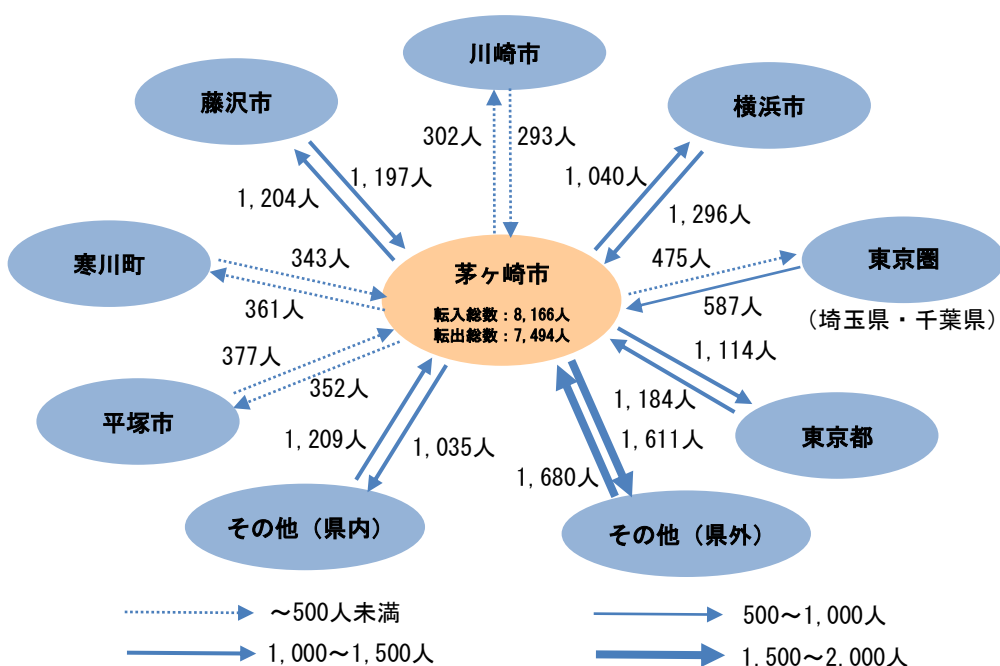 川崎市
藤沢市
横浜市
302人
293人
1,197人
1,040人
1,204人
1,296人
寒川町
343人
茅ヶ崎市
475人
東京圏
361人
転入総数：8,166人
587人
(埼玉県・千葉県)
転出総数：7,494人
377人
1,114人
352人
1,184人
平塚市
東京都
1,209人
1,035人
1,611人
1,680人
その他（県内）
その他（県外）
～500人未満
500～1,000人
1,000～1,500人
1,500～2,000人